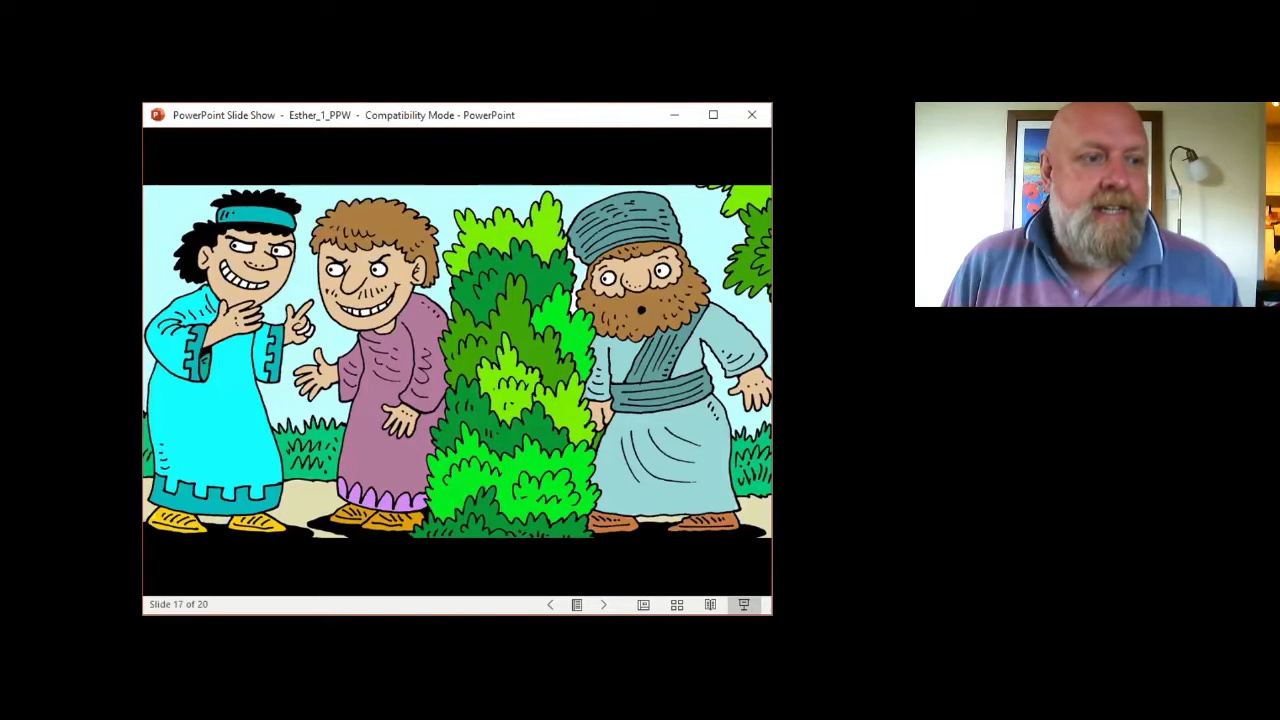 PowerPoint Slide Show - Esther_1_PPW - Compatibility Mode - PowerPoint
Slide 17 of 20